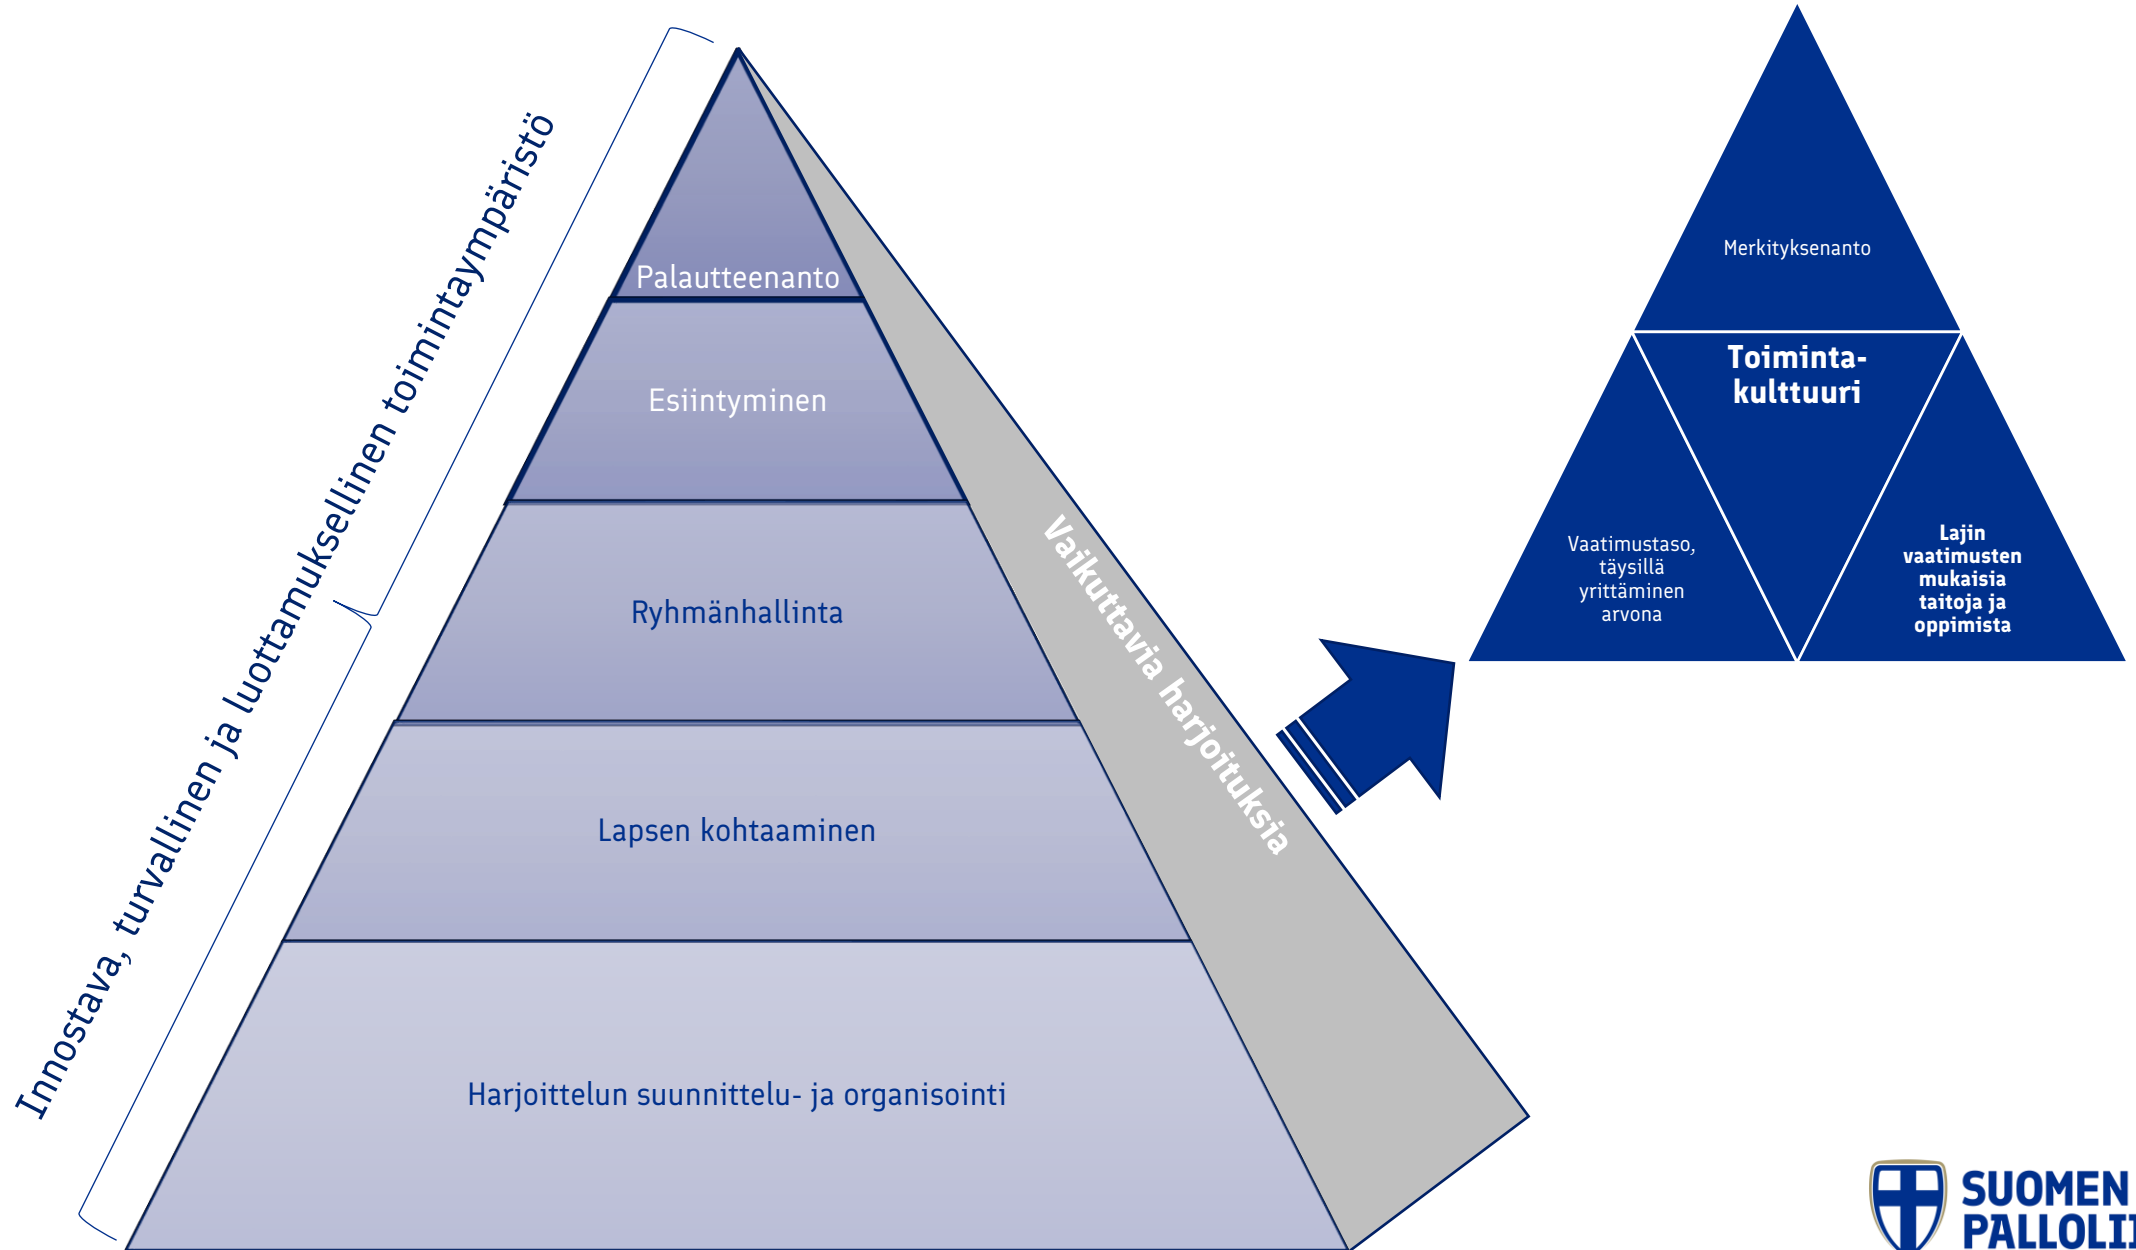 Innostava, turvallinen ja luottamuksellinen toimintaympäristö
Palautteenanto
Esiintyminen
Ryhmänhallinta
Lapsen kohtaaminen
Harjoittelun suunnittelu- ja organisointi
Vaikuttavia harjoituksia
Merkityksenanto
Toiminta-
kulttuuri
Vaatimustaso,
täysillä
yrittäminen
arvona
Lajin
vaatimusten
mukaisia
taitoja ja
oppimista
SUOMEN